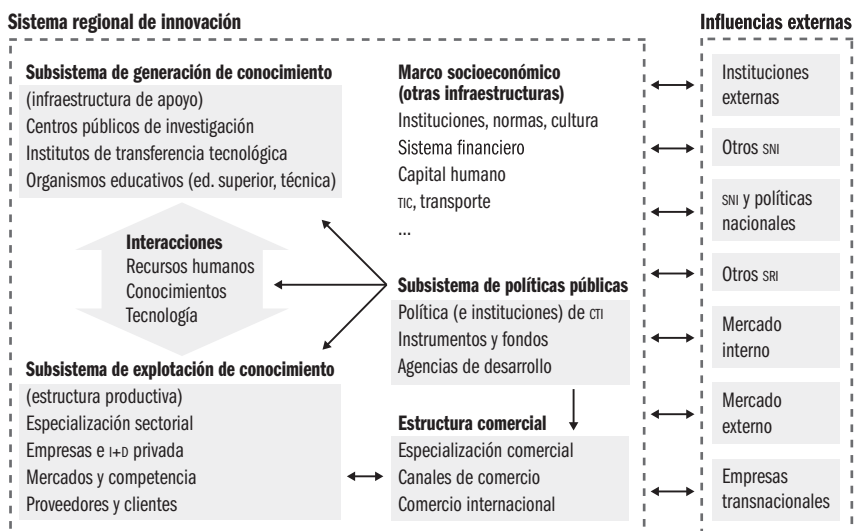 Sistema regional de innovación
Subsistema de generación de conocimiento
(infraestructura de apoyo)
Centros públicos de investigación
Institutos de transferencia tecnológica
Organismos educativos (ed. superior, técnica)
Interacciones
Recursos humanos
Conocimientos
Tecnología
Subsistema de explotación de conocimiento
(estructura productiva)
Especialización sectorial
Empresas e I+D privada
Mercados y competencia
Proveedores y clientes
Marco socioeconómico
(otras infraestructuras)
Instituciones, normas, cultura
Sistema financiero
Capital humano
TIC, transporte
...
Subsistema de políticas públicas
Política (e instituciones) de CTI
Instrumentos y fondos
Agencias de desarrollo
Estructura comercial
Especialización comercial
Canales de comercio
Comercio internacional
Influencias externas
Instituciones
externas
Otros SNI
SNI y políticas
nacionales
Otros SRI
Mercado
interno
Mercado
externo
Empresas
transnacionales